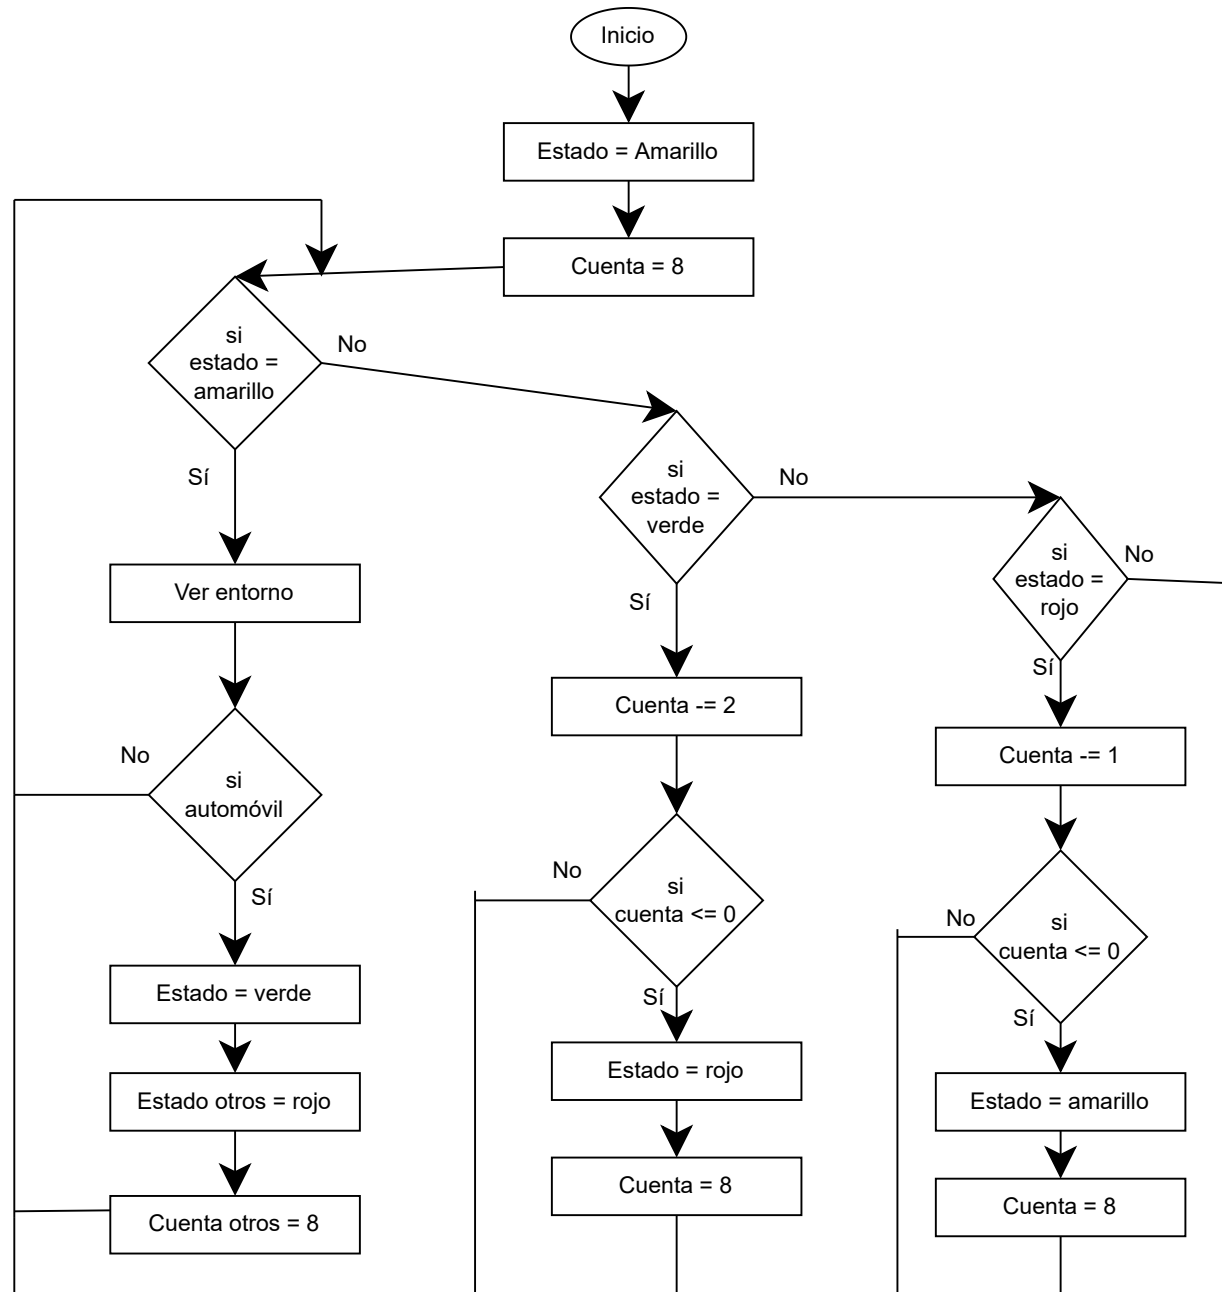 Inicio
Estado = Amarillo
Cuenta = 8
si
estado =
amarillo
No
Sí
si
estado =
verde
No
Sí
si
estado =
rojo
No
Sí
Ver entorno
Cuenta -= 2
Cuenta -= 1
si
automóvil
No
Sí
si
cuenta <= 0
No
Sí
si
cuenta <= 0
No
Sí
Estado = verde
Estado otros = rojo
Cuenta otros = 8
Estado = rojo
Cuenta = 8
Estado = amarillo
Cuenta = 8